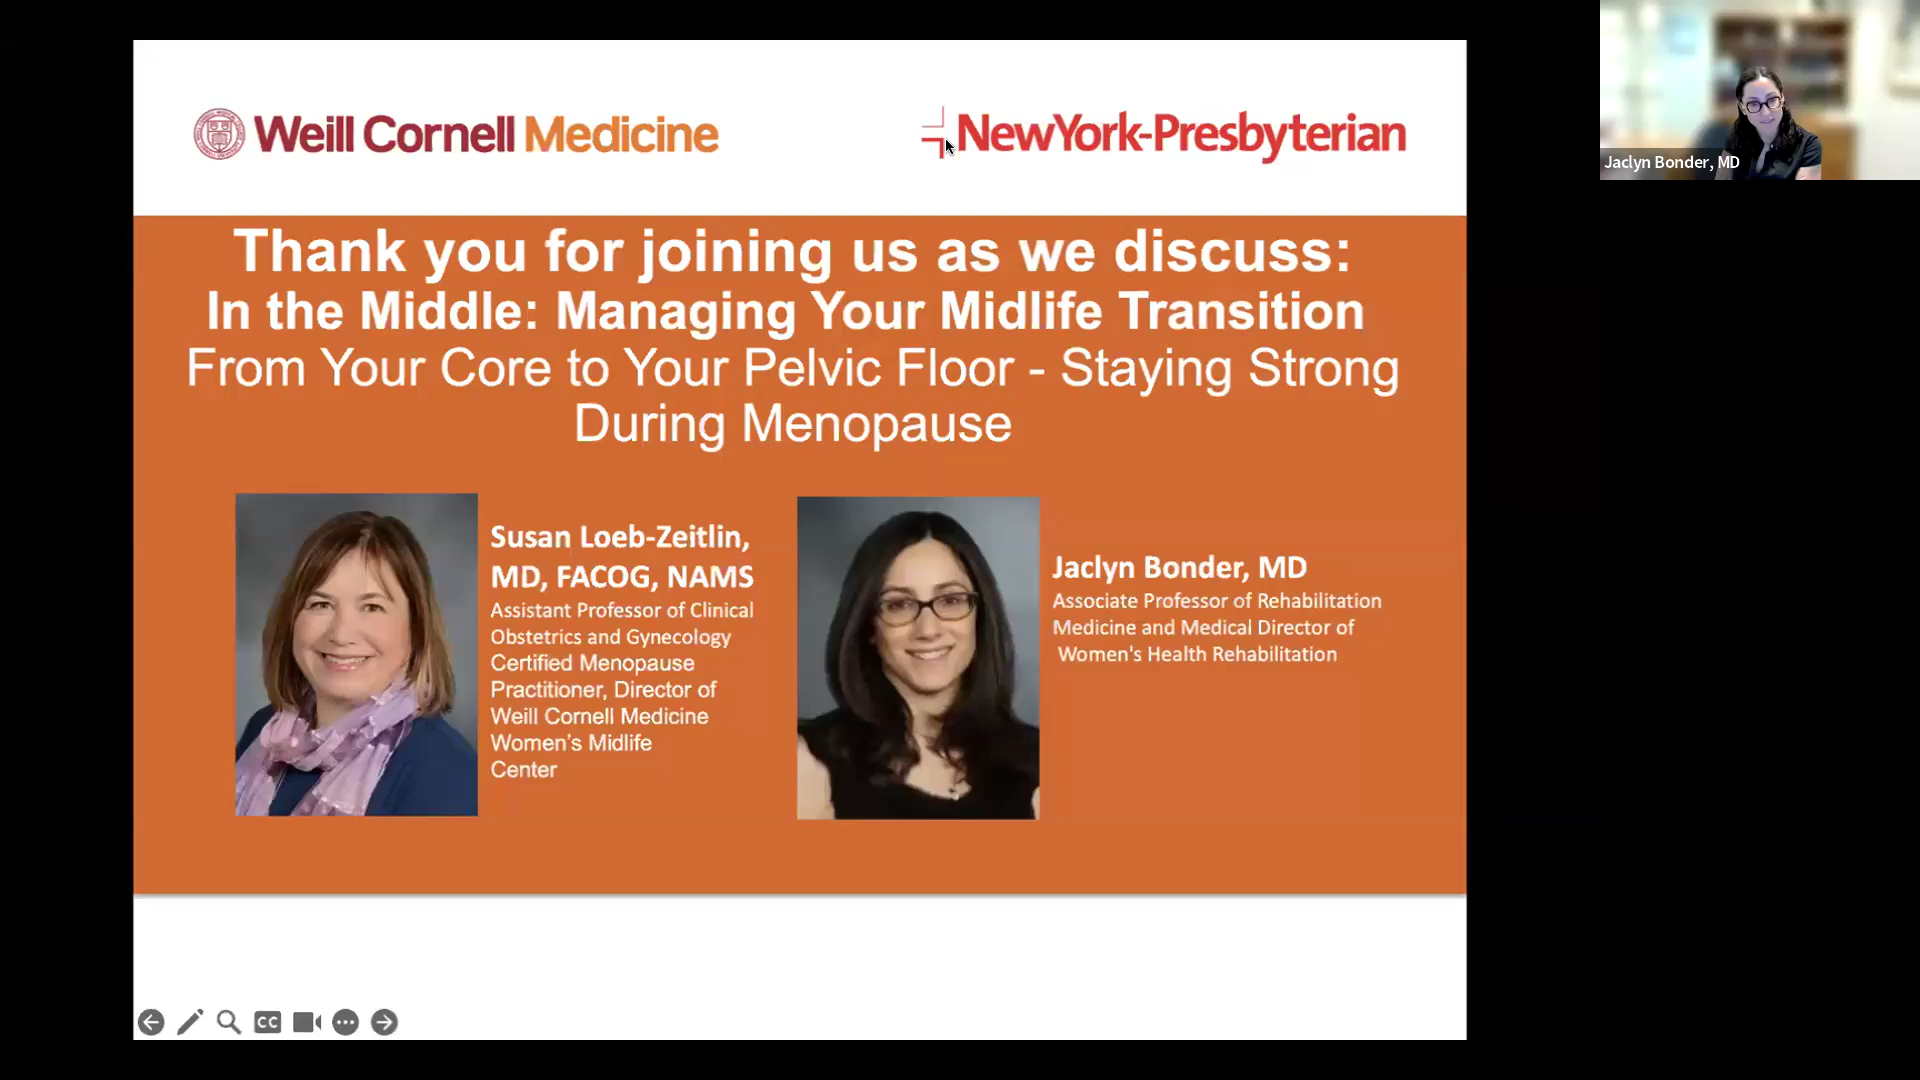 Weill Cornell Medicine
NewYork-Presbyterian
Thank you for joining us as we discuss:
In the Middle: Managing Your Midlife Transition
From Your Core to Your Pelvic Floor - Staying Strong
During Menopause
Susan Loeb-Zeitlin,
MD, FACOG, NAMS
Assistant Professor of Clinical
Obstetrics and Gynecology
Certified Menopause
Practitioner, Director of
Weill Cornell Medicine
Women’s Midlife
Center
Jaclyn Bonder, MD
Associate Professor of Rehabilitation
Medicine and Medical Director of
Women's Health Rehabilitation
Jaclyn Bonder, MD
CC